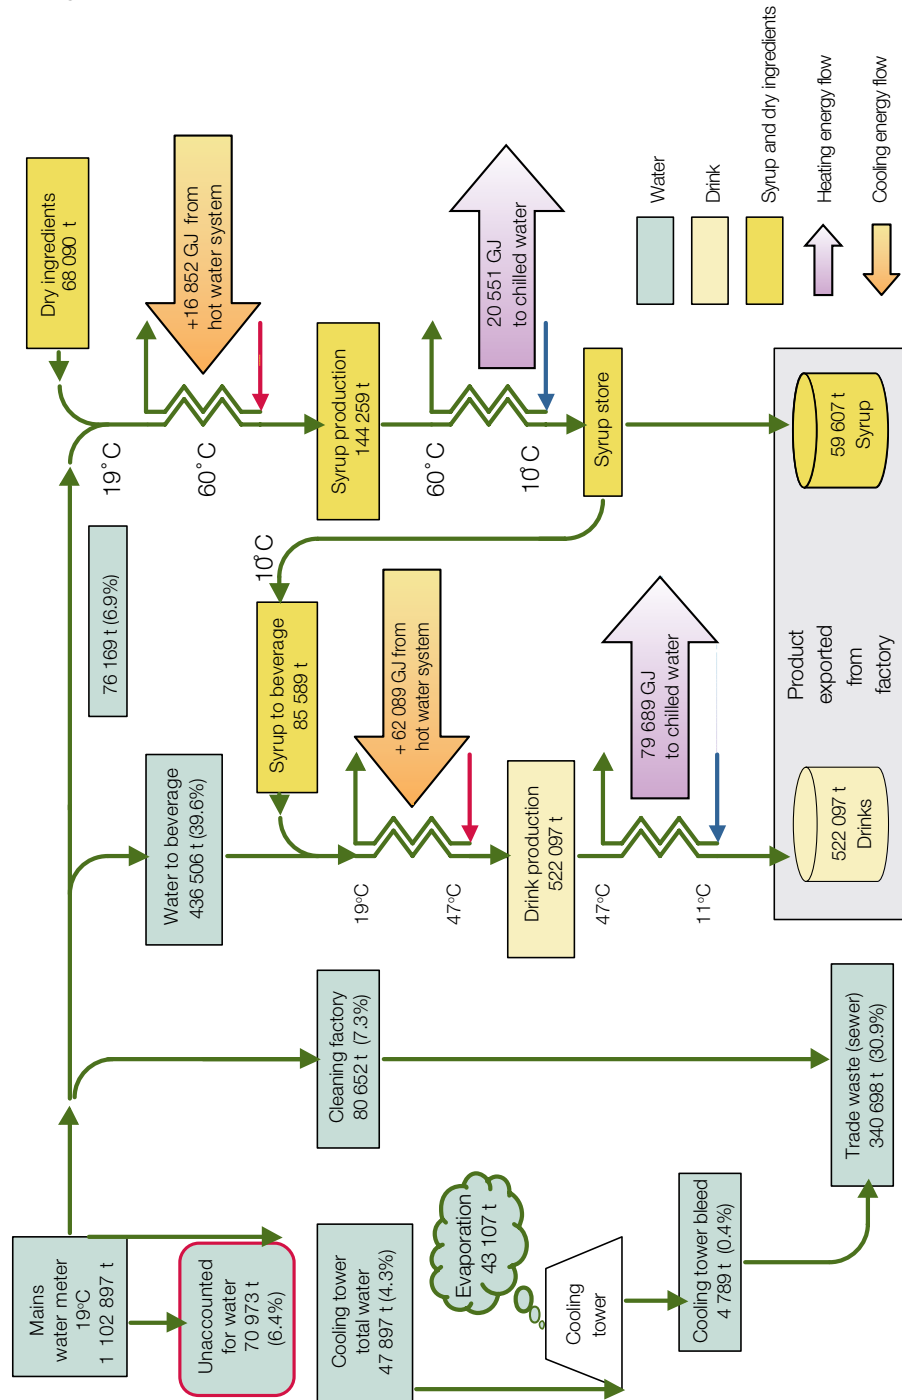 Mains
water meter
19°C
1 102 897 t
Unaccounted
for water
70 973 t
(6.4%)
Cooling tower
total water
47 897 t (4.3%)
Evaporation
43 107 t
Cooling
tower
Cooling tower bleed
4 789 t (0.4%)
Trade waste (sewer)
340 698 t (30.9%)
Cleaning factory
80 652 t (7.3%)
Water to beverage
436 506 t (39.6%)
76 169 t (6.9%)
Syrup to beverage
85 589 t
10°C
19°C
+ 62 089 GJ from
hot water system
47°C
Drink production
522 097 t
47°C
79 689 GJ
to chilled water
11°C
522 097 t
Drinks
Product
exported
from
factory
59 607 t
Syrup
Dry ingredients
68 090 t
19°C
+16 852 GJ from
hot water system
60°C
Syrup production
144 259 t
60°C
20 551 GJ
to chilled water
10°C
Syrup store
Water
Drink
Syrup and dry ingredients
Heating energy flow
Cooling energy flow